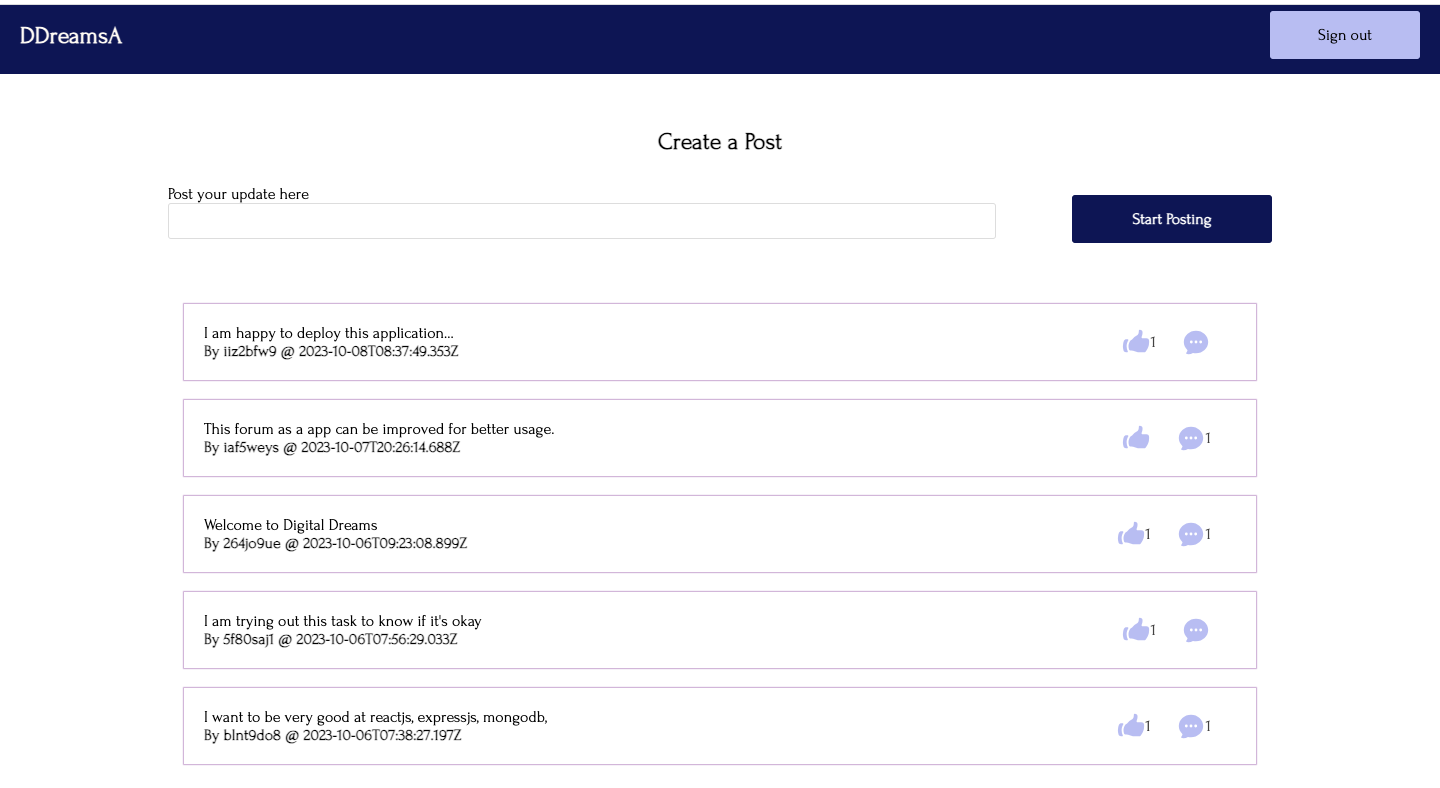 DDreamsA
Sign out
Create a Post
Post your update here
Start Posting
I am happy to deploy this application...
By iiz2bfw9 @ 2023-10-08T08:37:49.353Z
1
This forum as a app can be improved for better usage.
By iaf5weys @ 2023-10-07T20:26:14.688Z
1
Welcome to Digital Dreams
By 264jo9ue @ 2023-10-06T09:23:08.899Z
1 1
I am trying out this task to know if it's okay
By 5f80saj1 @ 2023-10-06T07:56:29.033Z
1
I want to be very good at reactjs, expressjs, mongodb,
By blnt9do8 @ 2023-10-06T07:38:27.197Z
1 1